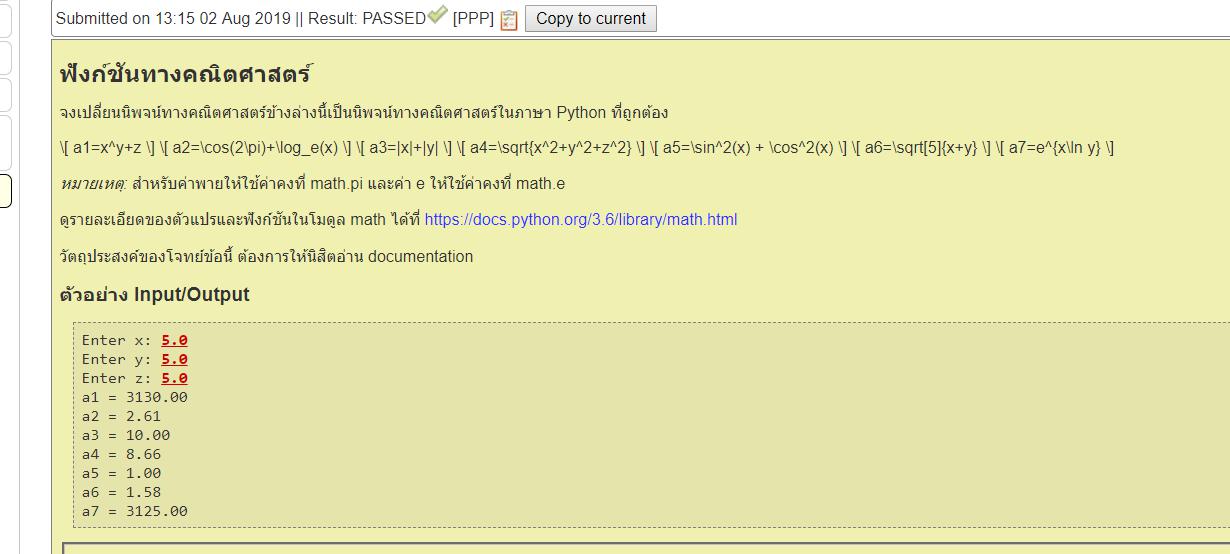 Submitted on 13:15 02 Aug 2019 || Result: PASSED [PPP] Copy to current
ฟังก์ชันทางคณิตศาสตร์
จงเปลี่ยนนิพจน์ทางคณิตศาสตร์ข้างล่างนี้เป็นนิพจน์ทางคณิตศาสตร์ในภาษา Python ที่ถูกต้อง
\[ a1=x^y+z \] \[ a2=\cos(2\pi)+\log_e(x) \] \[ a3=|x|+|y| \] \[ a4=\sqrt{x^2+y^2+z^2} \] \[ a5=\sin^2(x) + \cos^2(x) \] \[ a6=\sqrt[5]{x+y} \] \[ a7=e^{x\ln y} \]
หมายเหตุ: สำหรับค่าพายให้ใช้ค่าคงที่ math.pi และค่า e ให้ใช้ค่าคงที่ math.e
ดูรายละเอียดของตัวแปรและฟังก์ชันในโมดูล math ได้ที่ https://docs.python.org/3.6/library/math.html
วัตถุประสงค์ของโจทย์ข้อนี้ ต้องการให้นิสิตอ่าน documentation
ตัวอย่าง Input/Output
Enter x: 5.0
Enter y: 5.0
Enter z: 5.0
a1 = 3130.00
a2 = 2.61
a3 = 10.00
a4 = 8.66
a5 = 1.00
a6 = 1.58
a7 = 3125.00